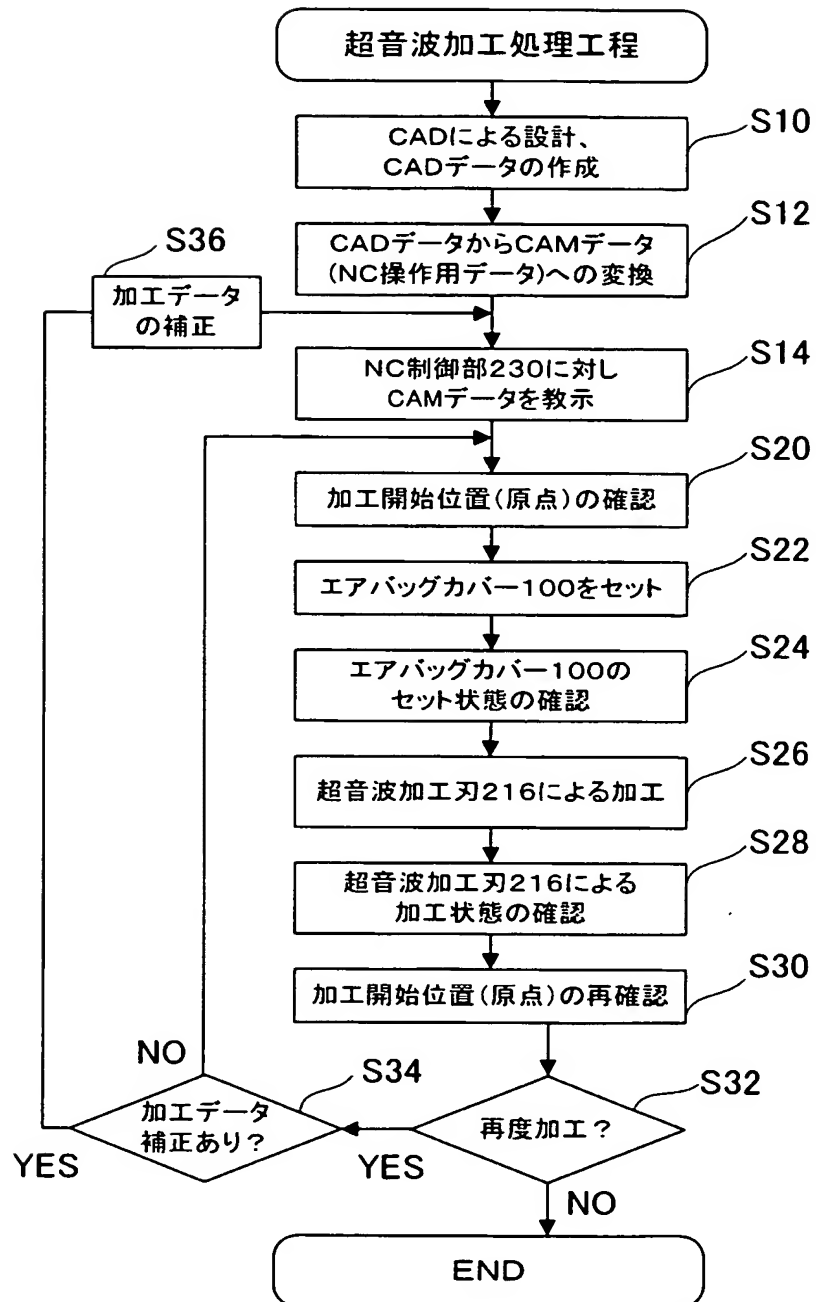 超音波加工処理工程
CADによる設計、
CADデータの作成
S10
CADデータからCAMデータ
(NC操作用データ)への変換
S12
S36
加工データ
の補正
NC制御部230に対し
CAMデータを教示
S14
加工開始位置(原点)の確認
S20
エアバッグカバー100をセット
S22
エアバッグカバー100の
セット状態の確認
S24
超音波加工刃216による加工
S26
超音波加工刃216による
加工状態の確認
S28
加工開始位置(原点)の再確認
S30
NO
加工データ
補正あり?
S34
YES
再度加工?
S32
YES
NO
END